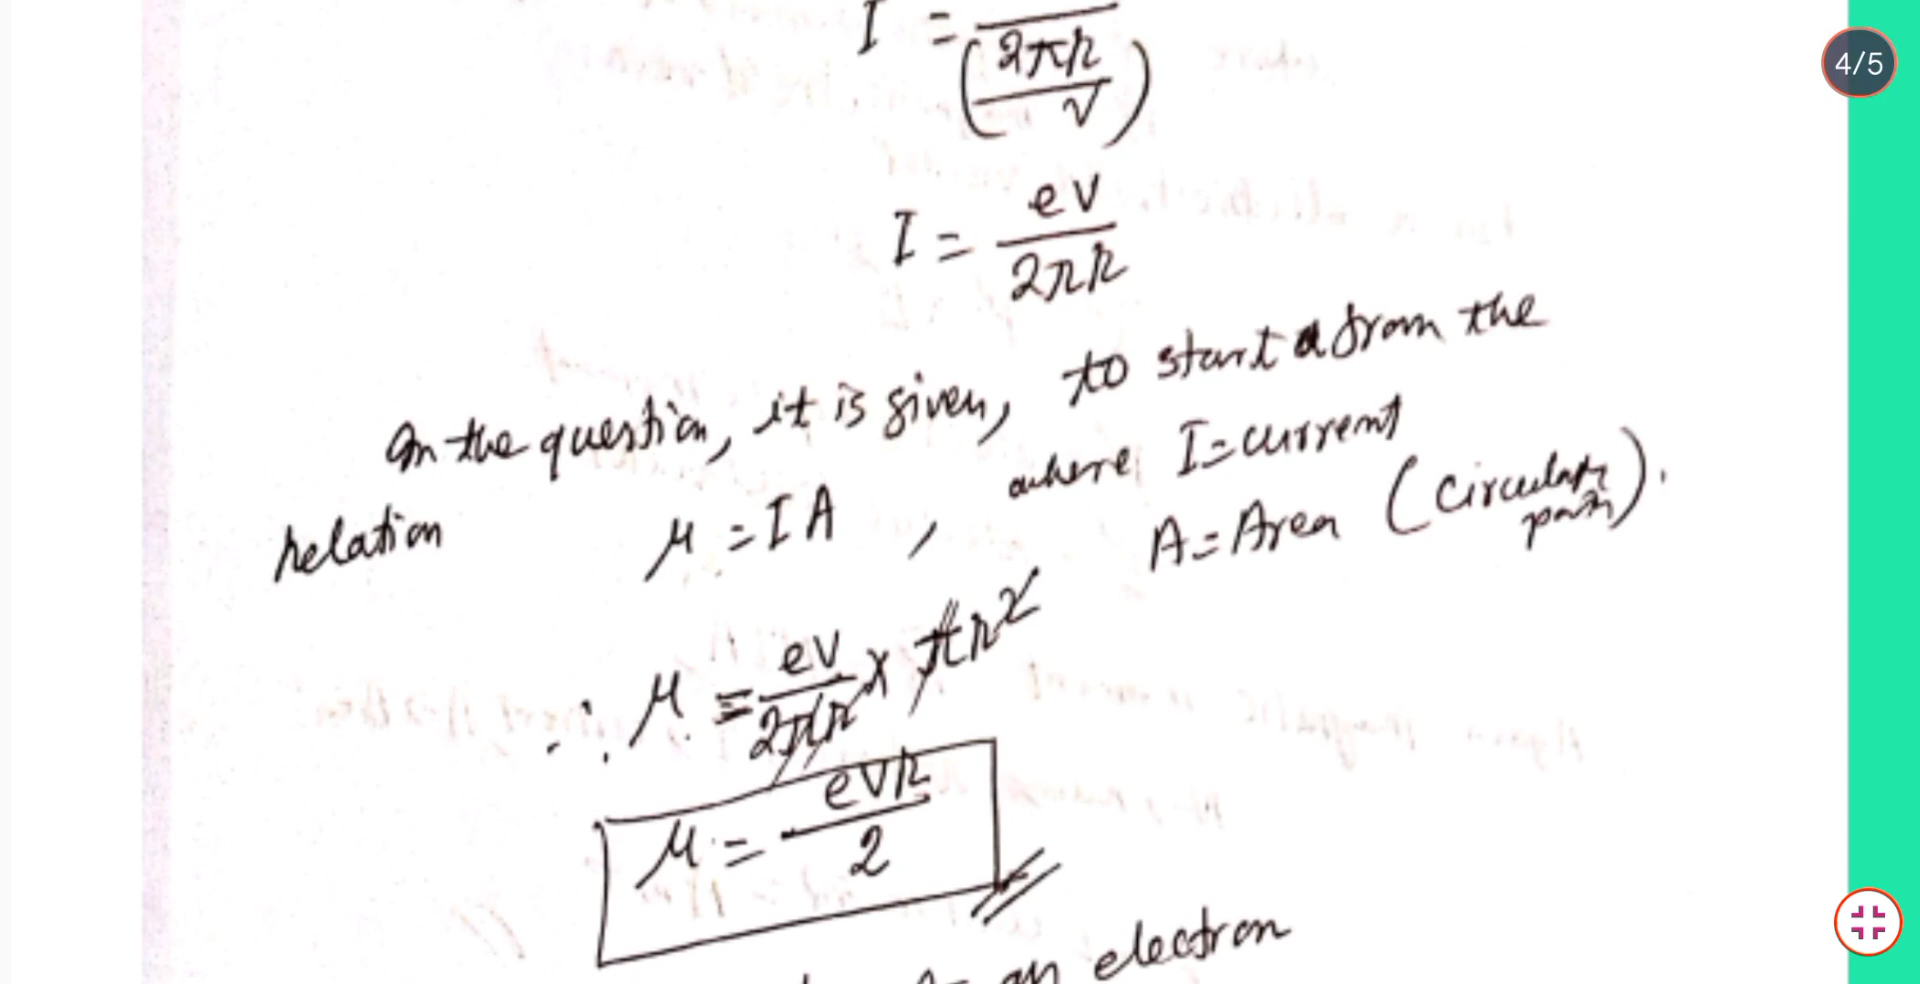 I = 
(2πr/v)
4/5
I = ev/2πr
In the question, it is given, to start from the
relation μ = IA, where I = current
A = Area (circular path).
∴ μ = ev/2πr x πr²
μ = evr/2
an electron